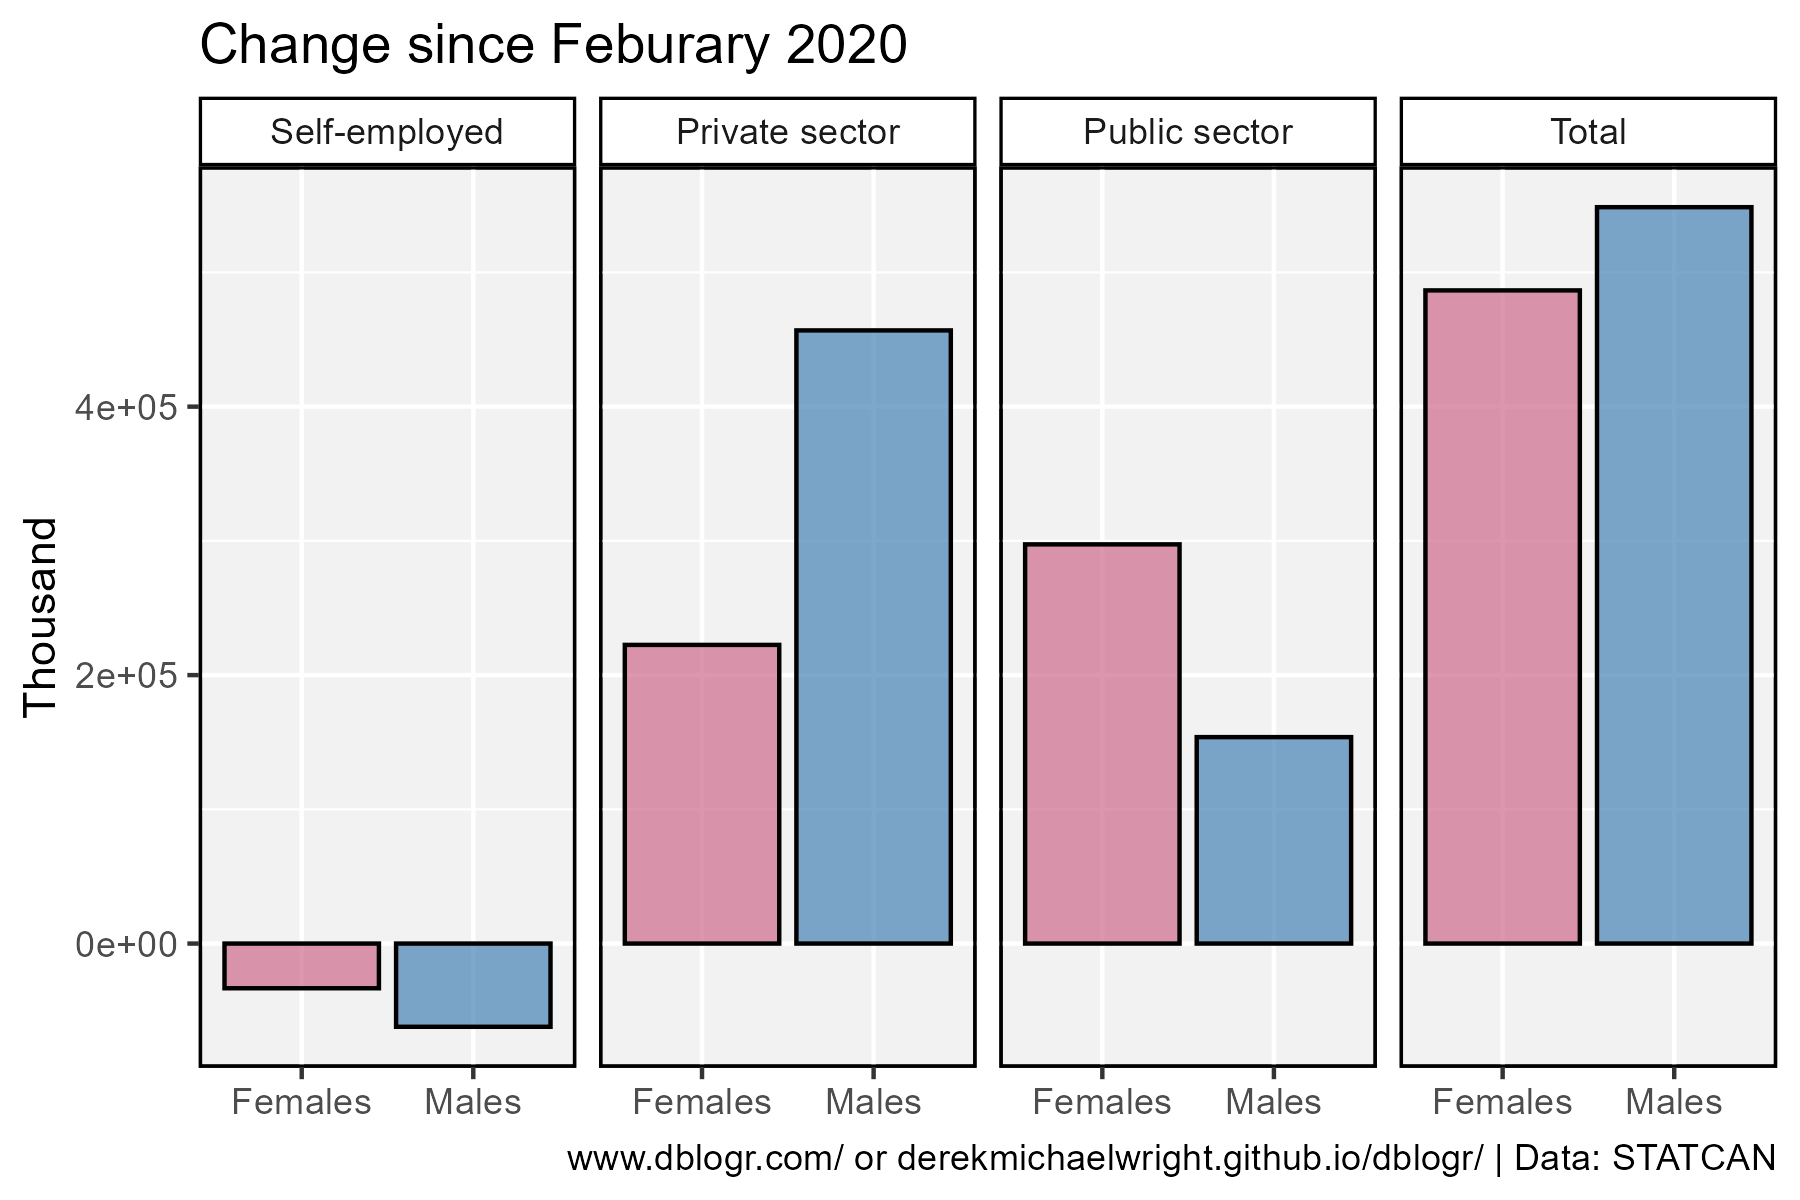 Change since Feburary 2020
Self-employed
Private sector
Public sector
Total
Thousand
4e+05
2e+05
0e+00
Females
Males
Females
Males
Females
Males
Females
Males
www.dblogr.com/ or derekmichaelwright.github.io/dblogr/ | Data: STATCAN